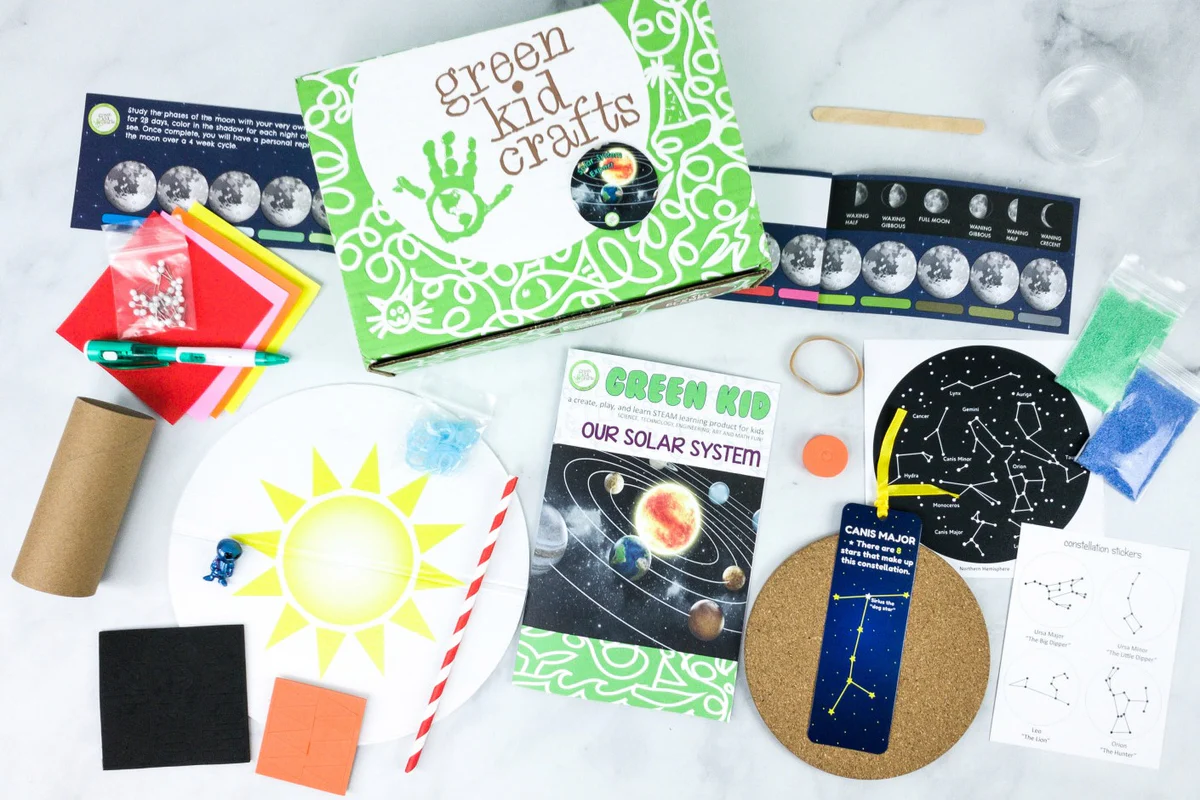 green
kid
crafts
Study the phases of the moon with your very own
for 28 days, color in the shadow for each night of
see. Once complete, you will have a personal rep
the moon over a 4 week cycle.
WAXING
HALF
WAXING
GIBBOUS
FULL MOON
WANING
GIBBOUS
WANING
HALF
WANING
CRECENT
GREEN KID
a create, play, and learn STEAM learning product for kids
SCIENCE, TECHNOLOGY, ENGINEERING, ART AND MATH FUN!
OUR SOLAR SYSTEM
Lynx
Auriga
Cancer
Gemini
Canis Minor
Orion
Hydra
Monoceros
Canis Major
Northern Hemisphere
CANIS MAJOR
There are 8
stars that make up
this constellation.
Sirius the
"dog star"
constellation stickers
Ursa Major
"The Big Dipper"
Ursa Minor
"The Little Dipper"
Leo
"The Lion"
Orion
"The Hunter"